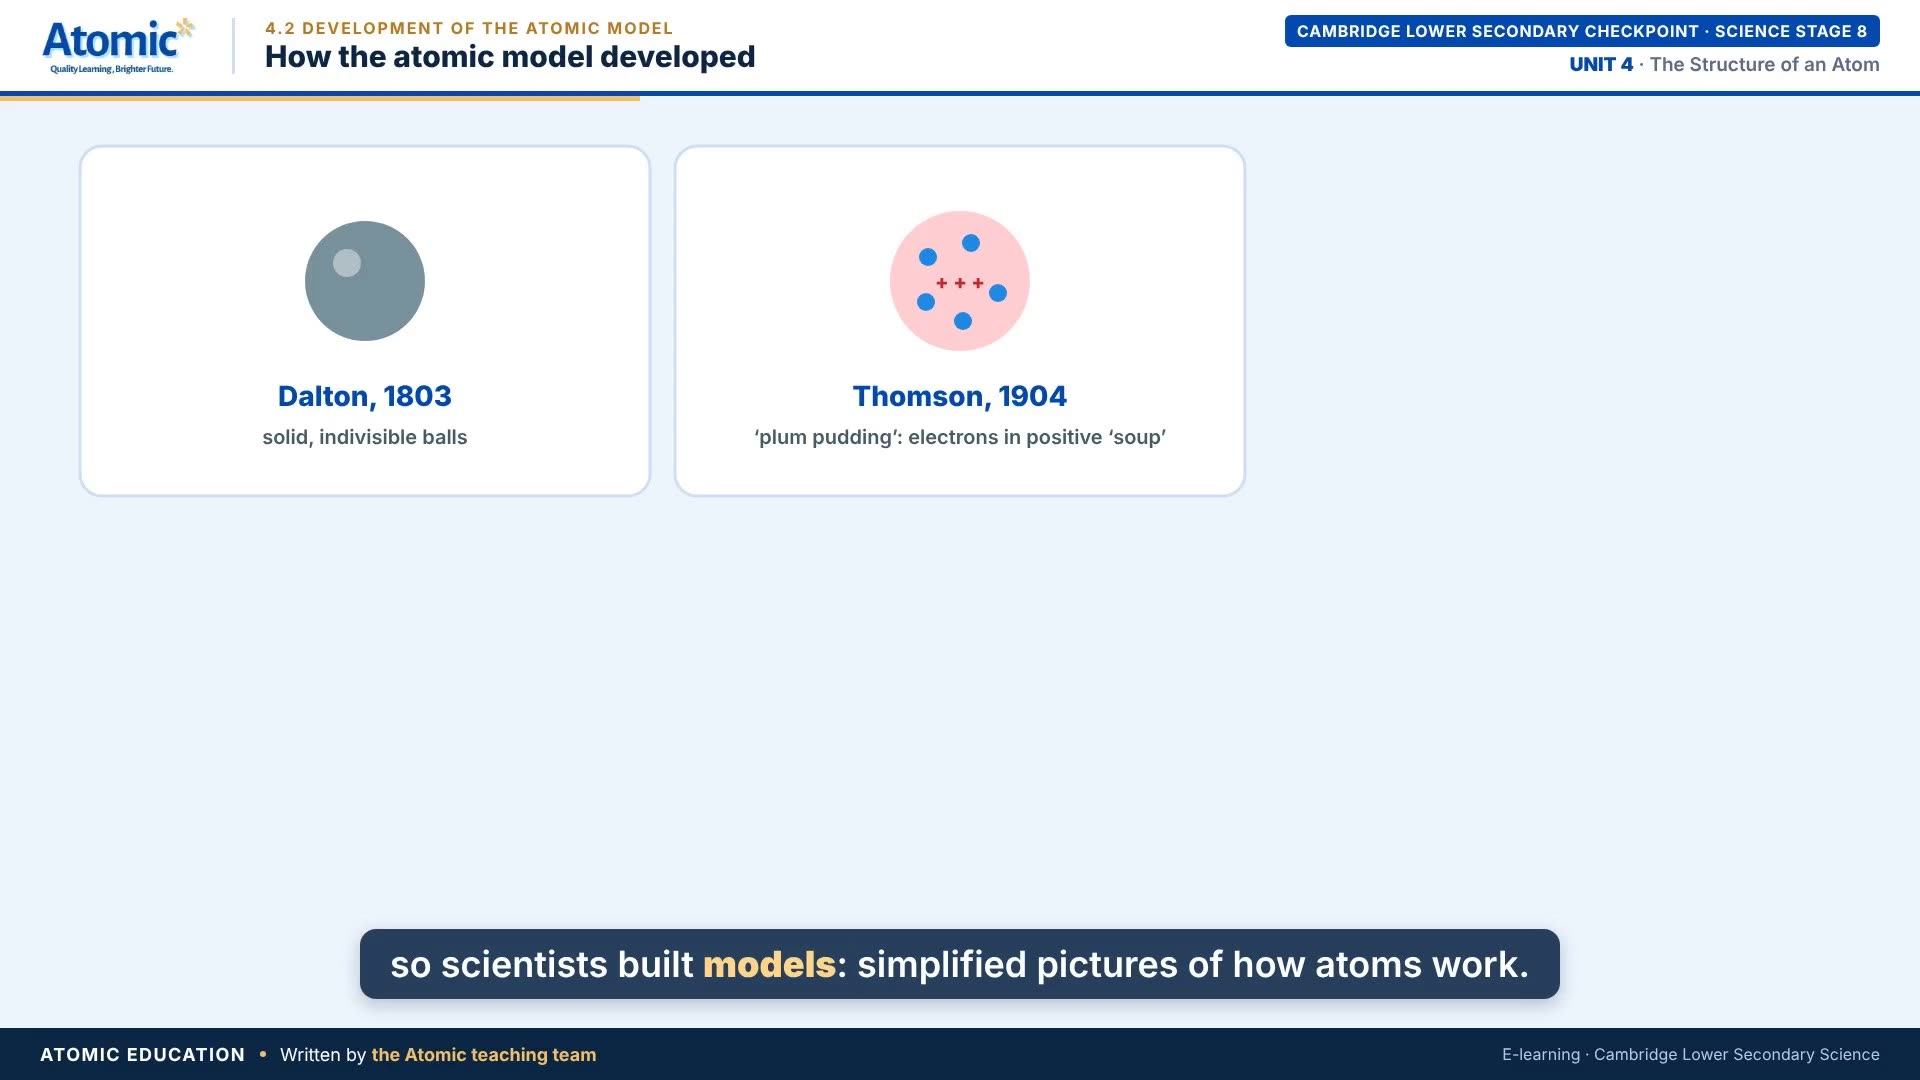 Atomic
Quality Learning, Brighter Future.
4.2 DEVELOPMENT OF THE ATOMIC MODEL
How the atomic model developed
CAMBRIDGE LOWER SECONDARY CHECKPOINT · SCIENCE STAGE 8
UNIT 4 · The Structure of an Atom
+ + +
Dalton, 1803
solid, indivisible balls
Thomson, 1904
‘plum pudding’: electrons in positive ‘soup’
so scientists built models: simplified pictures of how atoms work.
ATOMIC EDUCATION • Written by the Atomic teaching team
E-learning · Cambridge Lower Secondary Science